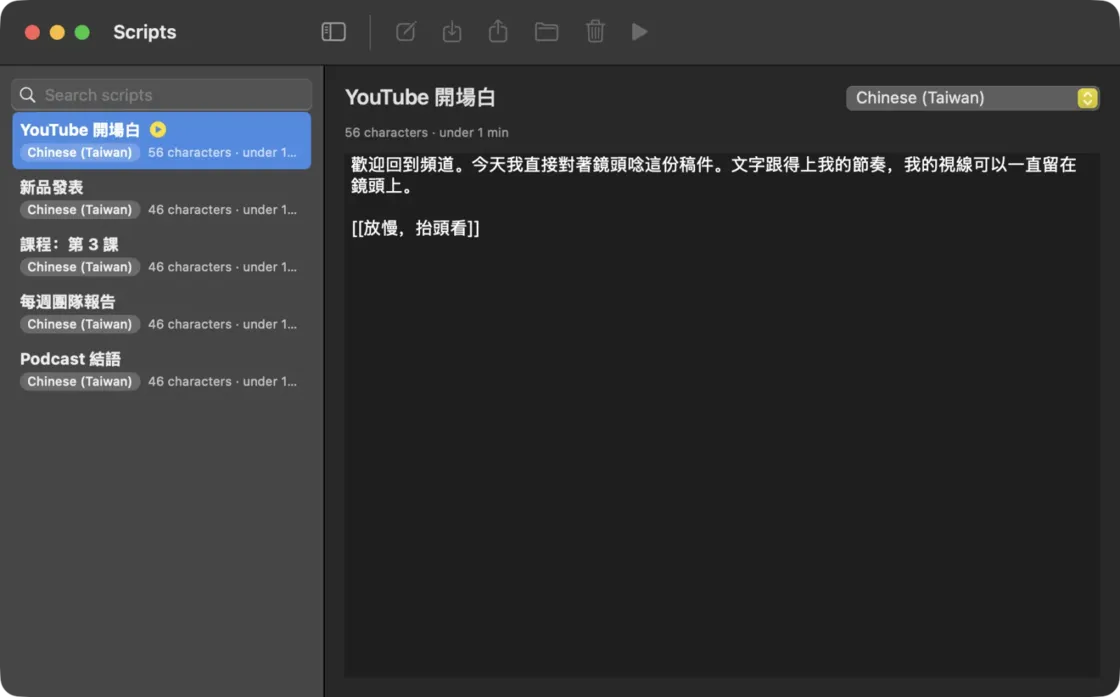 Scripts
Search scripts
YouTube 開場白
Chinese (Taiwan) 56 characters · under 1...
新品發表
Chinese (Taiwan) 46 characters · under 1...
課程：第 3 課
Chinese (Taiwan) 46 characters · under 1...
每週團隊報告
Chinese (Taiwan) 46 characters · under 1...
Podcast 結語
Chinese (Taiwan) 46 characters · under 1...
YouTube 開場白
Chinese (Taiwan)
56 characters · under 1 min
歡迎回到頻道。今天我直接對著鏡頭唸這份稿件。文字跟得上我的節奏，我的視線可以一直留在
鏡頭上。
[[放慢，抬頭看]]